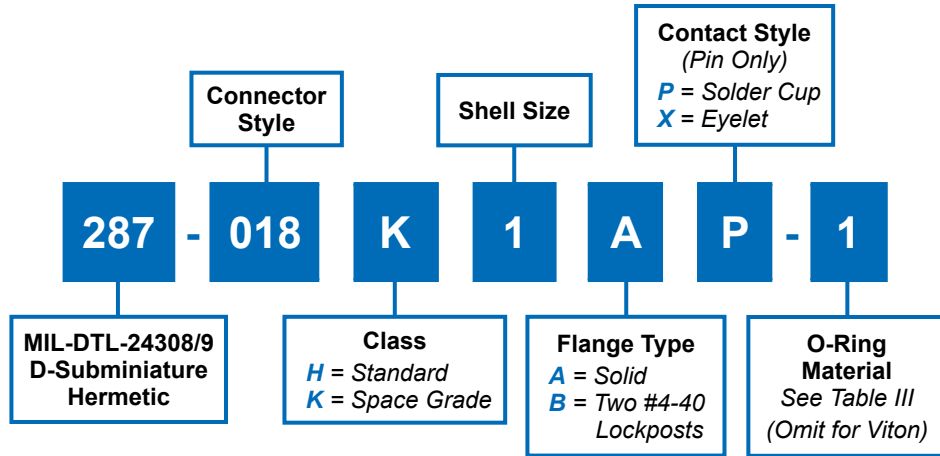 Contact Style
(Pin Only)
P = Solder Cup
X = Eyelet
Connector
Style
Shell Size
287 - 018 K 1 A P - 1
MIL-DTL-24308/9
D-Subminiature
Hermetic
Class
H = Standard
K = Space Grade
Flange Type
A = Solid
B = Two #4-40
Lockposts
O-Ring
Material
See Table III
(Omit for Viton)